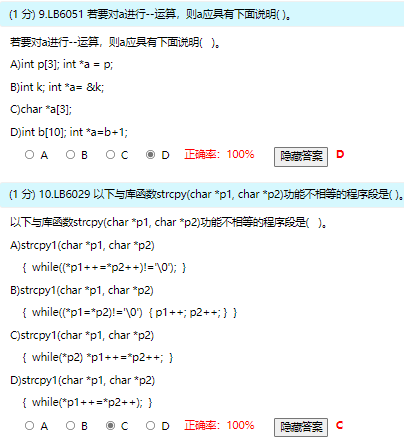 (1 分) 9.LB6051 若要对a进行--运算，则a应具有下面说明( )。
若要对a进行--运算，则a应具有下面说明(   )。
A)int p[3]; int *a = p;
B)int k; int *a= &k;
C)char *a[3];
D)int b[10]; int *a=b+1;
A B C D 正确率：100% 隐藏答案 D
(1 分) 10.LB6029 以下与库函数strcpy(char *p1, char *p2)功能不相等的程序段是( )。
以下与库函数strcpy(char *p1, char *p2)功能不相等的程序段是(   )。
A)strcpy1(char *p1, char *p2)
{ while((*p1++=*p2++)!='\0'); }
B)strcpy1(char *p1, char *p2)
{ while((*p1=*p2)!='\0') { p1++; p2++; } }
C)strcpy1(char *p1, char *p2)
{ while(*p2) *p1++=*p2++; }
D)strcpy1(char *p1, char *p2)
{ while(*p1++=*p2++); }
A B C D 正确率：100% 隐藏答案 C